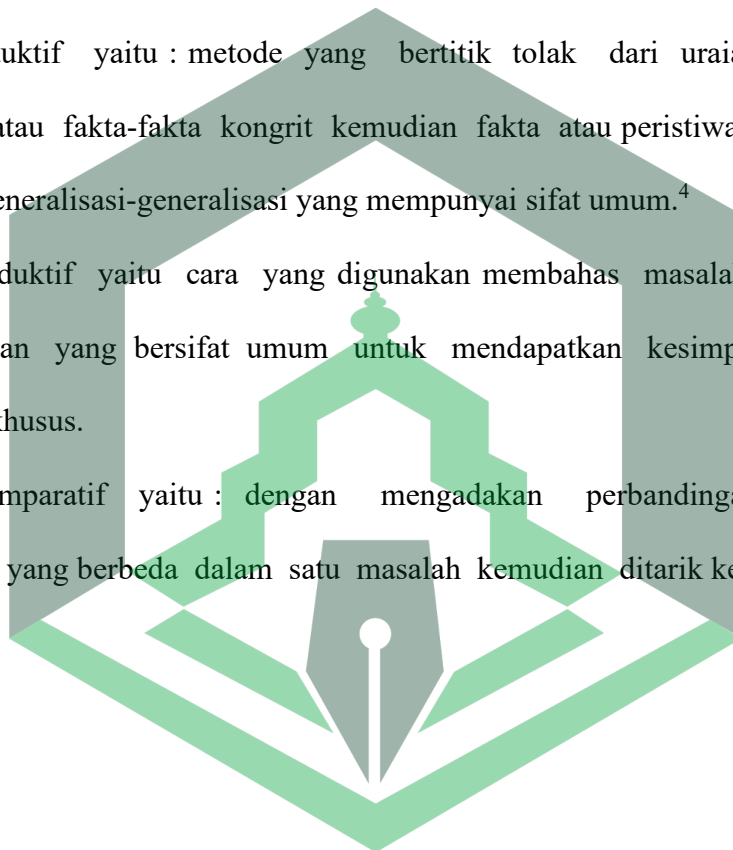 uktif yaitu : metode yang bertitik tolak dari uraia
atau fakta-fakta kongrit kemudian fakta atau peristiwa
eneralisasi-generalisasi yang mempunyai sifat umum.⁴
duktif yaitu cara yang digunakan membahas masalah
an yang bersifat umum untuk mendapatkan kesimp
khusus.
mparatif yaitu : dengan mengadakan perbandinga
yang berbeda dalam satu masalah kemudian ditarik ke